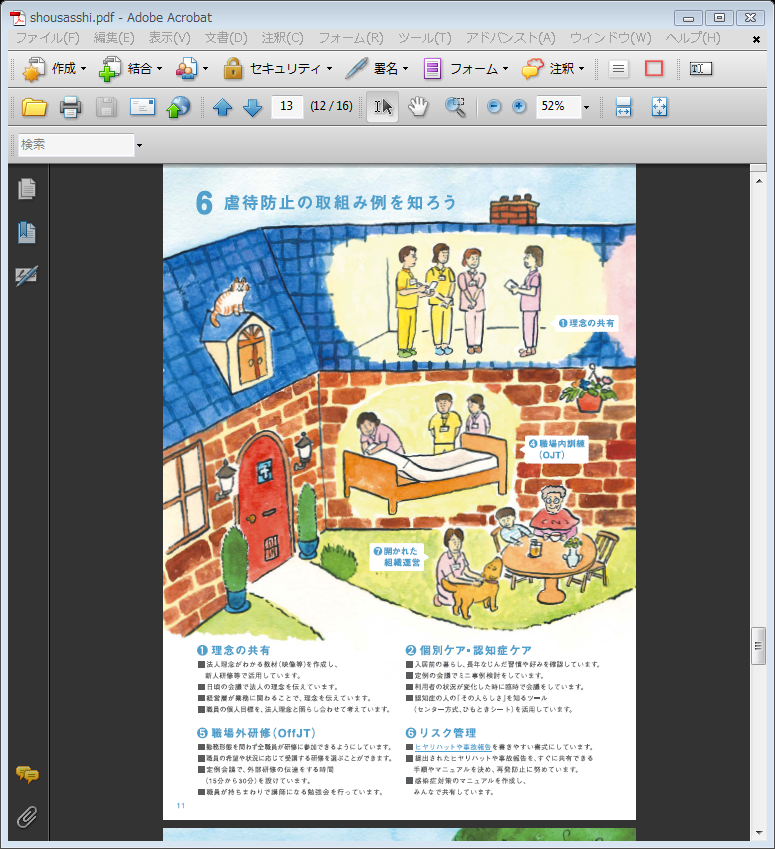 shousasshi.pdf - Adobe Acrobat
ファイル(F) 編集(E) 表示(V) 文書(D) 注釈(C) フォーム(R) ツール(T) アドバンスト(A) ウィンドウ(W) ヘルプ(H)
作成 結合 セキュリティ 署名 フォーム 注釈
13 (12 / 16) 52%
検索
6 虐待防止の取組み例を知ろう
❶理念の共有
❹職場内訓練
(OJT)
❼開かれた
組織運営
❶ 理念の共有
■法人理念がわかる教材(映像等)を作成し、
新人研修等で活用しています。
■日頃の会議で法人の理念を伝えています。
■経営層が業務に関わることで、理念を伝えています。
■職員の個人目標を、法人理念と照らし合わせて考えています。
❷ 個別ケア・認知症ケア
■入居前の暮らし、長年なじんだ習慣や好みを確認しています。
■定例の会議でミニ事例検討をしています。
■利用者の状況が変化した時に臨時で会議をしています。
■認知症の人の「その人らしさ」を知るツール
(センター方式、ひもときシート)を活用しています。
❺ 職場外研修(OffJT)
■勤務形態を問わず全職員が研修に参加できるようにしています。
■職員の希望や状況に応じて受講する研修を選ぶことができます。
■定例会議で、外部研修の伝達をする時間
(15分から30分)を設けています。
■職員が持ちまわりで講師になる勉強会を行っています。
❻ リスク管理
■ヒヤリハットや事故報告を書きやすい書式にしています。
■提出されたヒヤリハットや事故報告を、すぐに共有できる
手順やマニュアルを決め、再発防止に努めています。
■感染症対策のマニュアルを作成し、
みんなで共有しています。
11